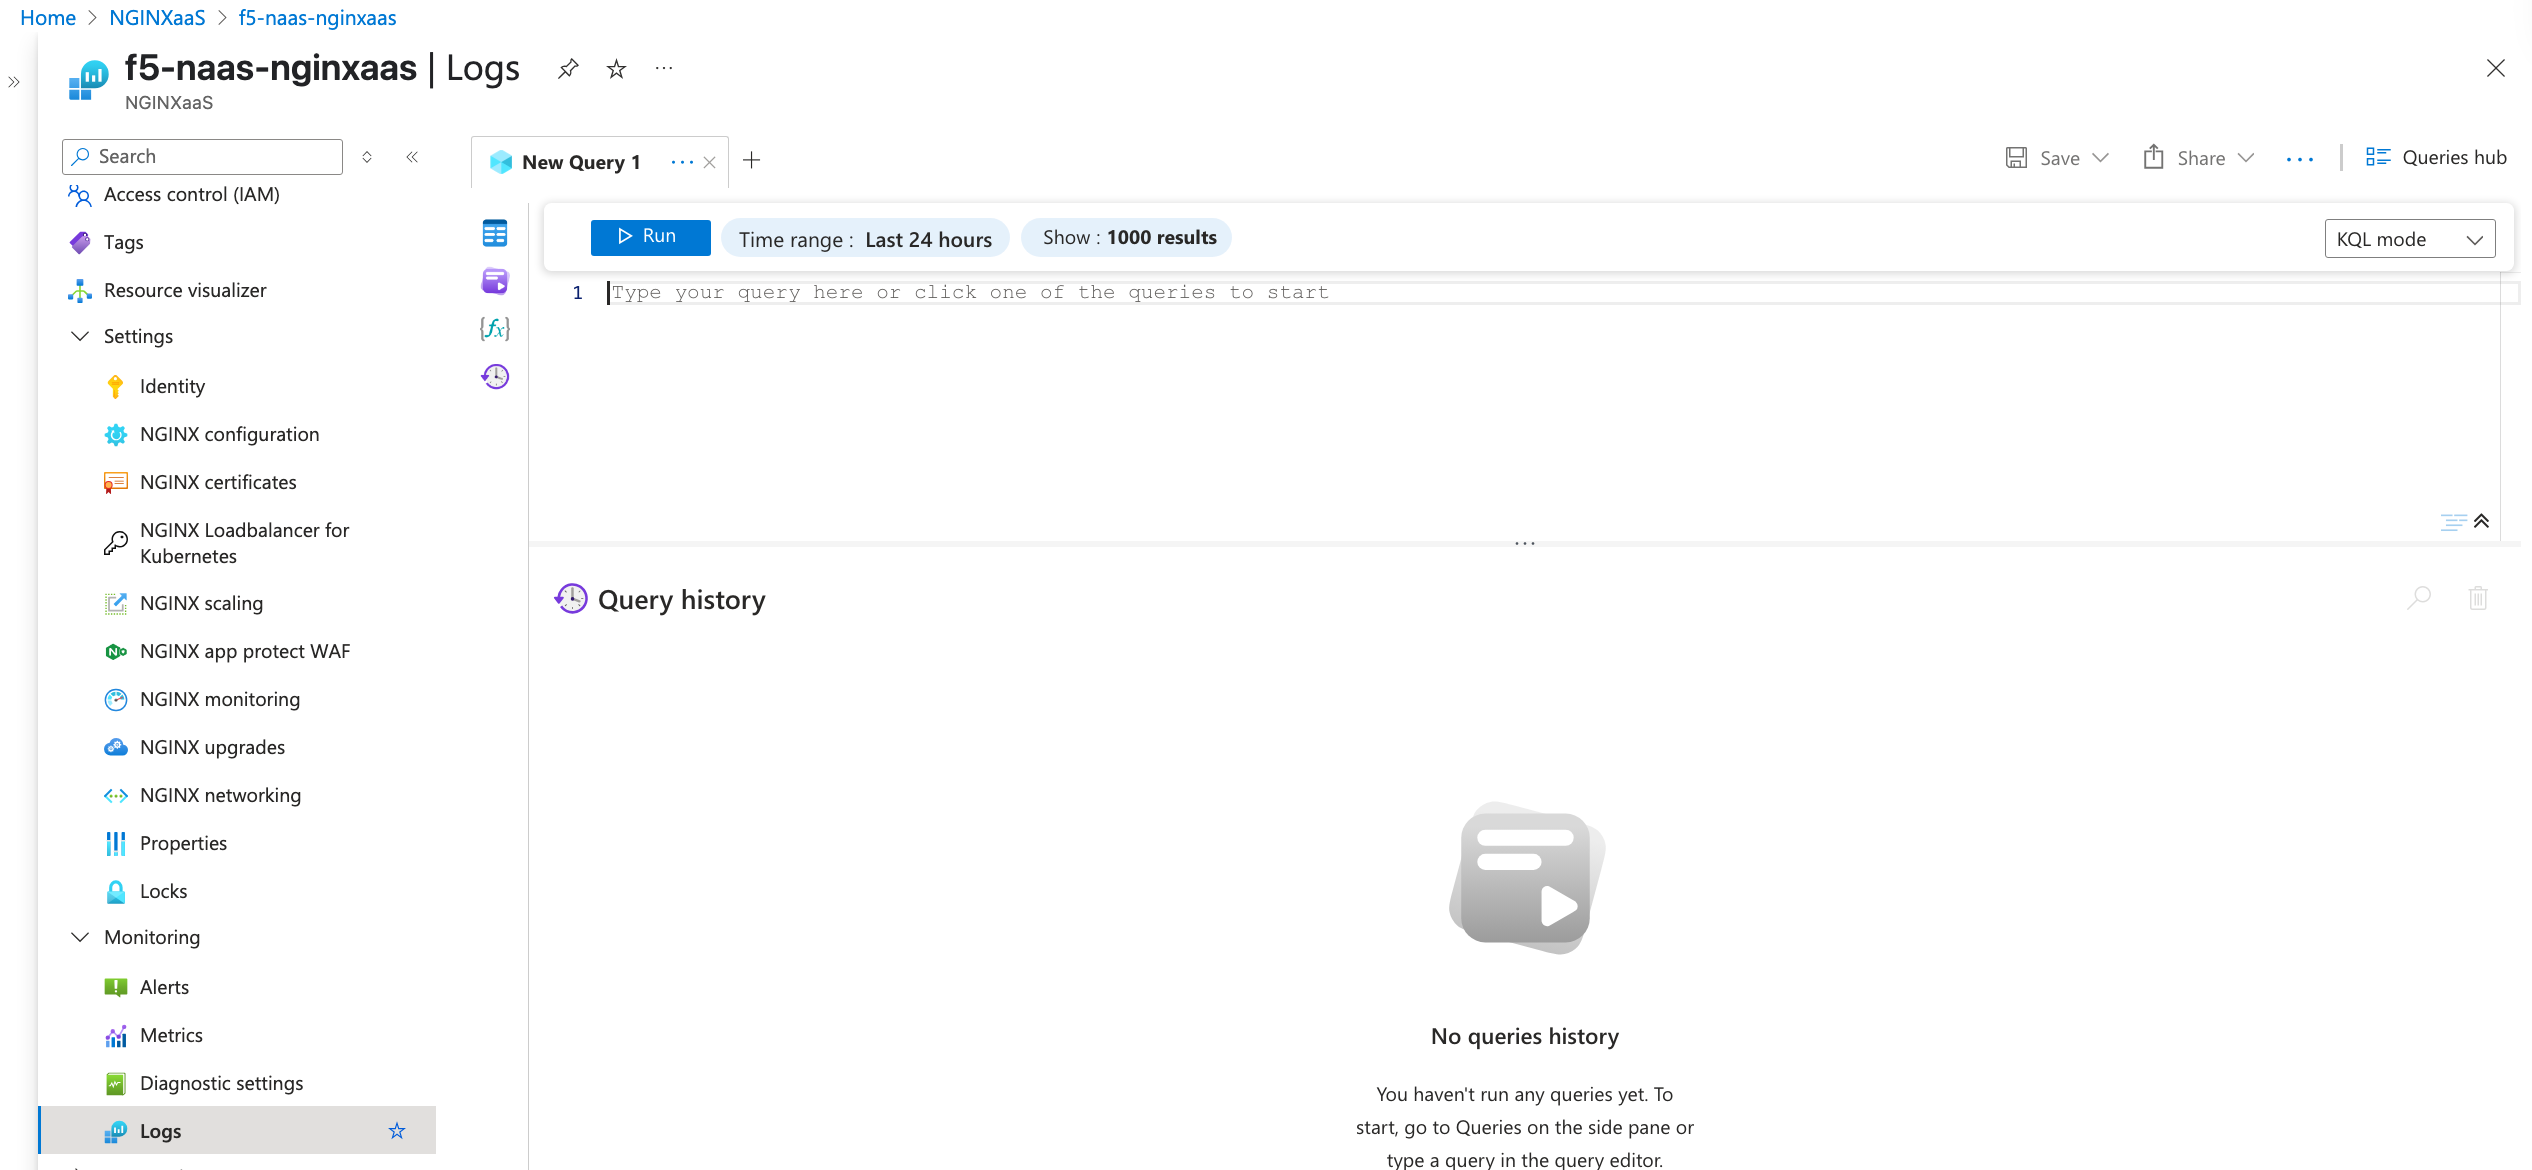 Home > NGINXaaS > f5-naas-nginxaas
f5-naas-nginxaas | Logs
NGINXaaS
Search
Access control (IAM)
Tags
Resource visualizer
Settings
Identity
NGINX configuration
NGINX certificates
NGINX Loadbalancer for
Kubernetes
NGINX scaling
NGINX app protect WAF
NGINX monitoring
NGINX upgrades
NGINX networking
Properties
Locks
Monitoring
Alerts
Metrics
Diagnostic settings
Logs
New Query 1
Save
Share
Queries hub
Run
Time range : Last 24 hours
Show : 1000 results
KQL mode
1
Type your query here or click one of the queries to start
Query history
No queries history
You haven't run any queries yet. To
start, go to Queries on the side pane or
type a query in the query editor.